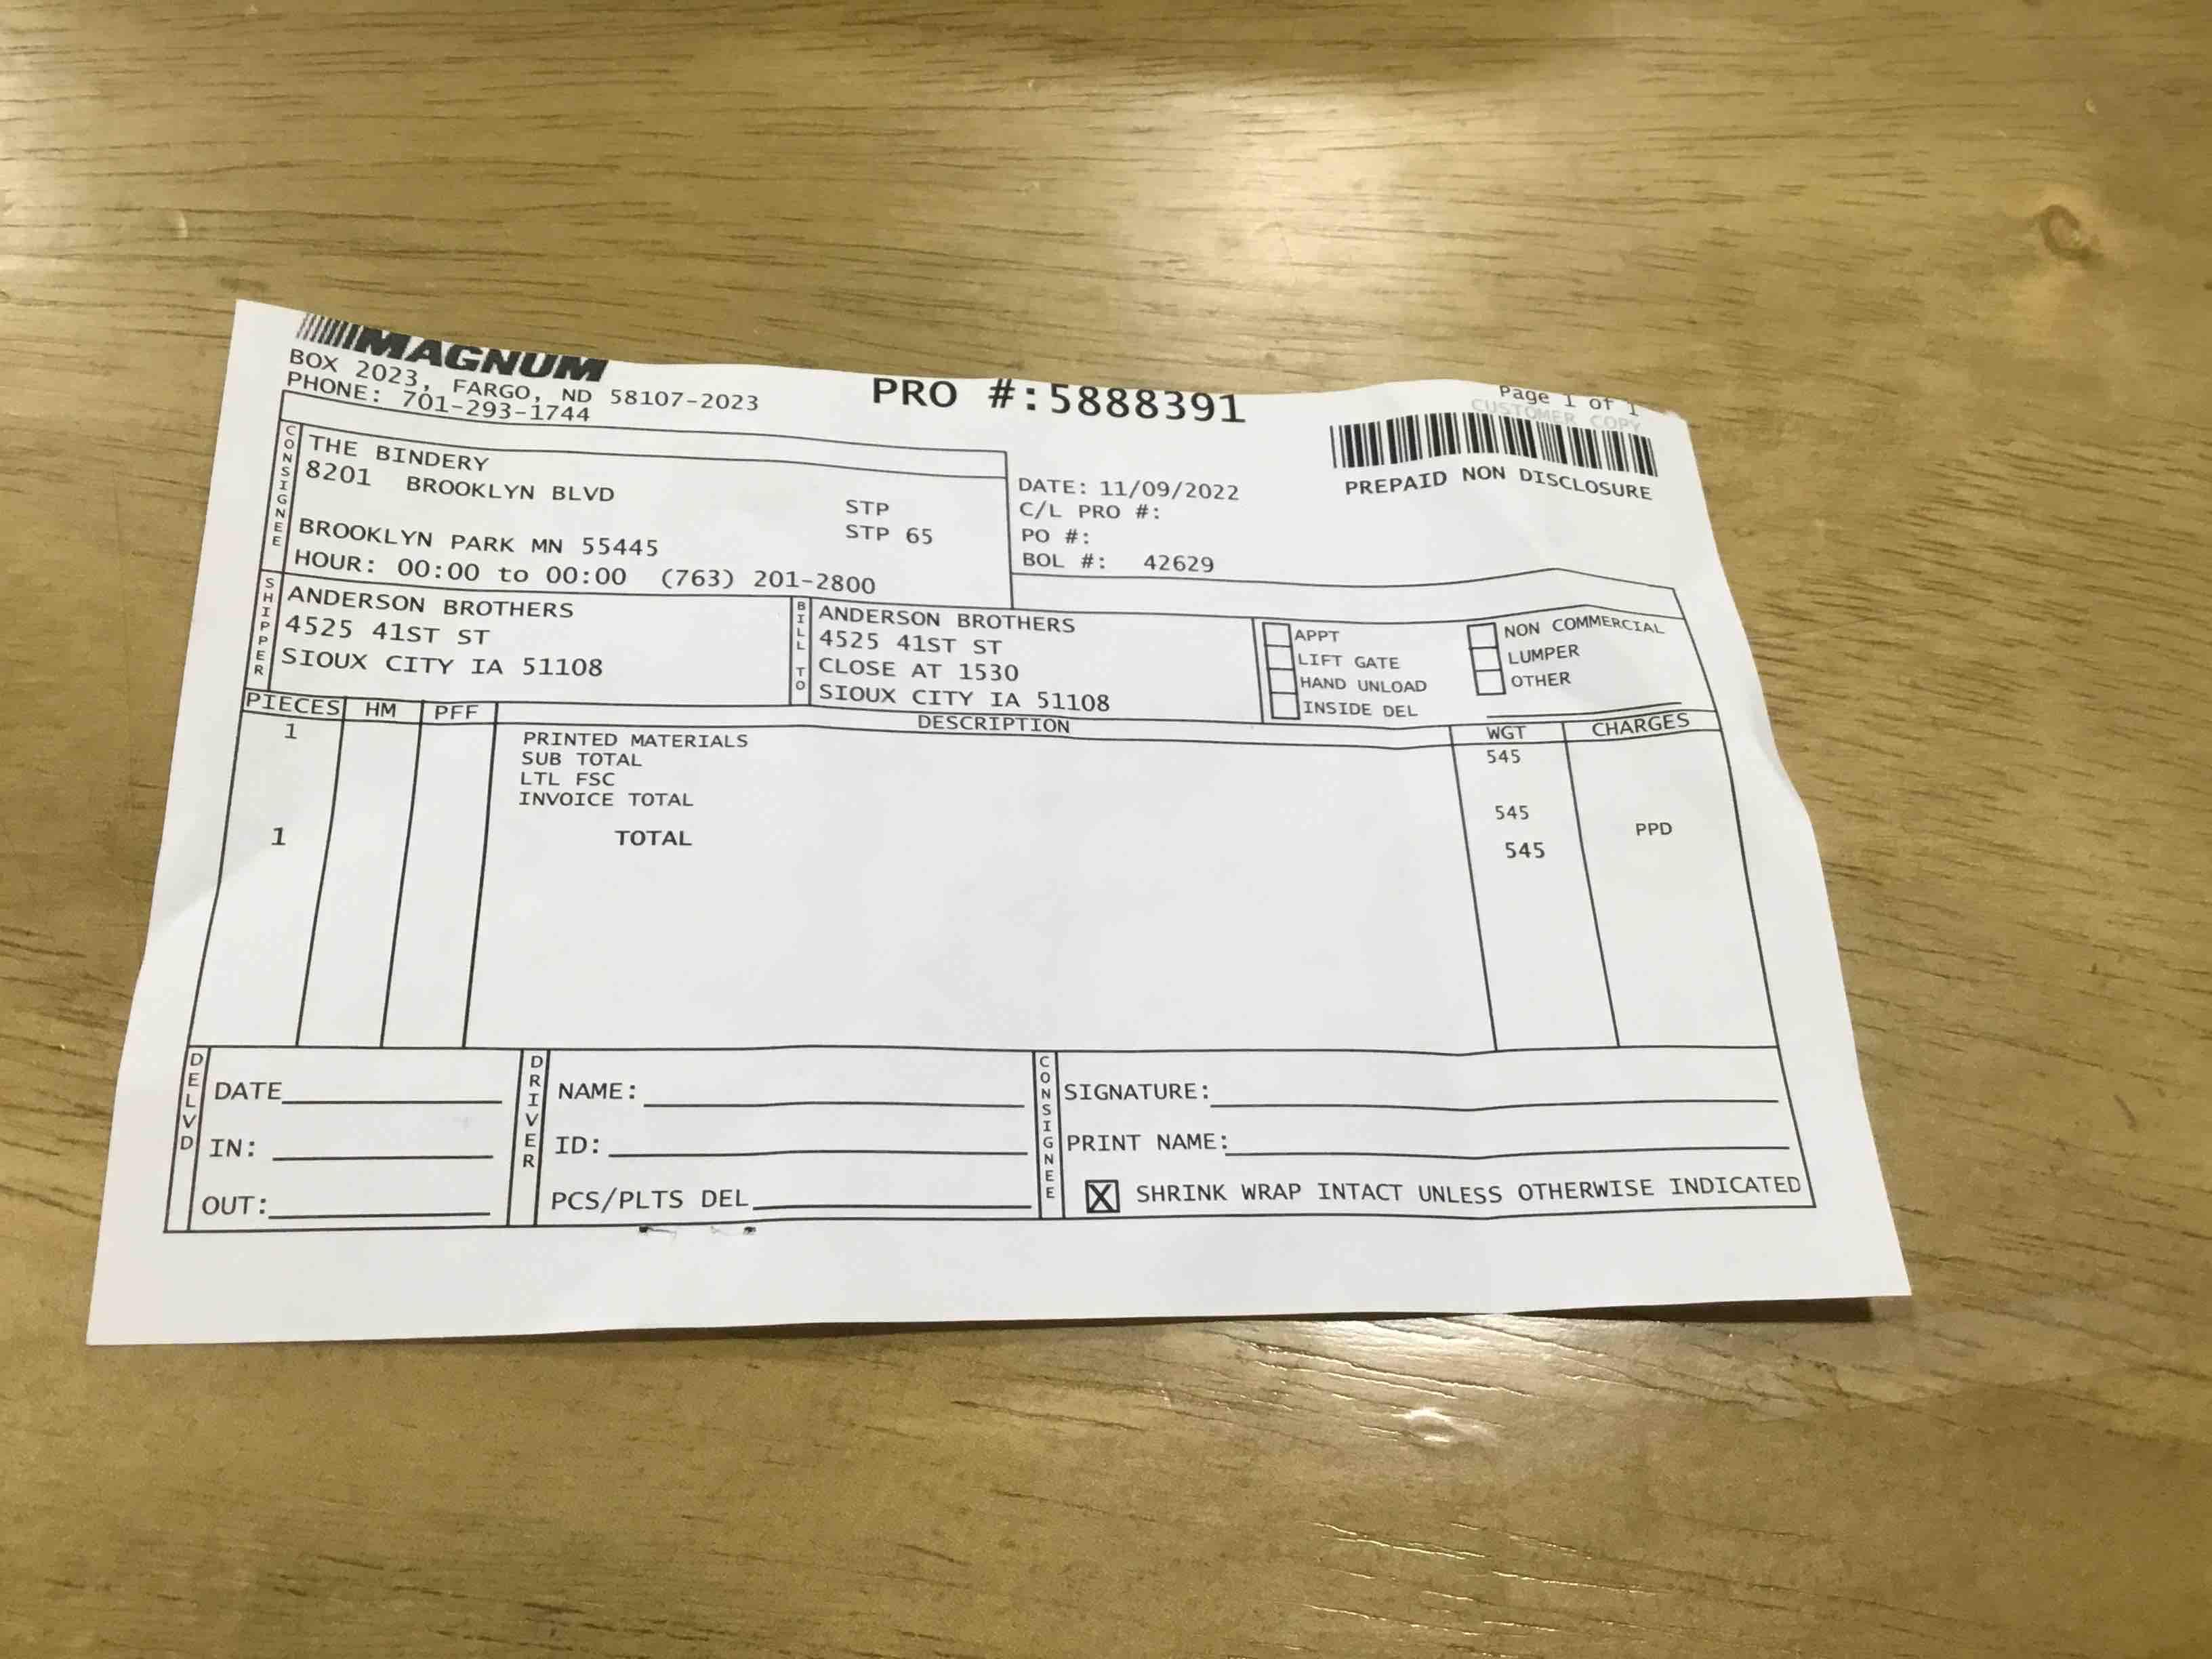 MAGNUM
BOX 2023, FARGO, ND 58107-2023
PHONE: 701-293-1744
PRO #:5888391
Page 1 of 1
CUSTOMER COPY
PREPAID NON DISCLOSURE
CONSIGNEE
THE BINDERY
8201 BROOKLYN BLVD
STP
STP 65
BROOKLYN PARK MN 55445
HOUR: 00:00 to 00:00 (763) 201-2800
DATE: 11/09/2022
C/L PRO #:
PO #:
BOL #: 42629
SHIPPER
ANDERSON BROTHERS
4525 41ST ST
SIOUX CITY IA 51108
BILL TO
ANDERSON BROTHERS
4525 41ST ST
CLOSE AT 1530
SIOUX CITY IA 51108
APPT
LIFT GATE
HAND UNLOAD
INSIDE DEL
NON COMMERCIAL
LUMPER
OTHER
PIECES HM PFF DESCRIPTION WGT CHARGES
1 PRINTED MATERIALS 545
SUB TOTAL
LTL FSC
INVOICE TOTAL 545 PPD
1 TOTAL 545
DELVD
DATE
IN:
OUT:
DRIVER
NAME:
ID:
PCS/PLTS DEL
CONSIGNEE
SIGNATURE:
PRINT NAME:
X SHRINK WRAP INTACT UNLESS OTHERWISE INDICATED